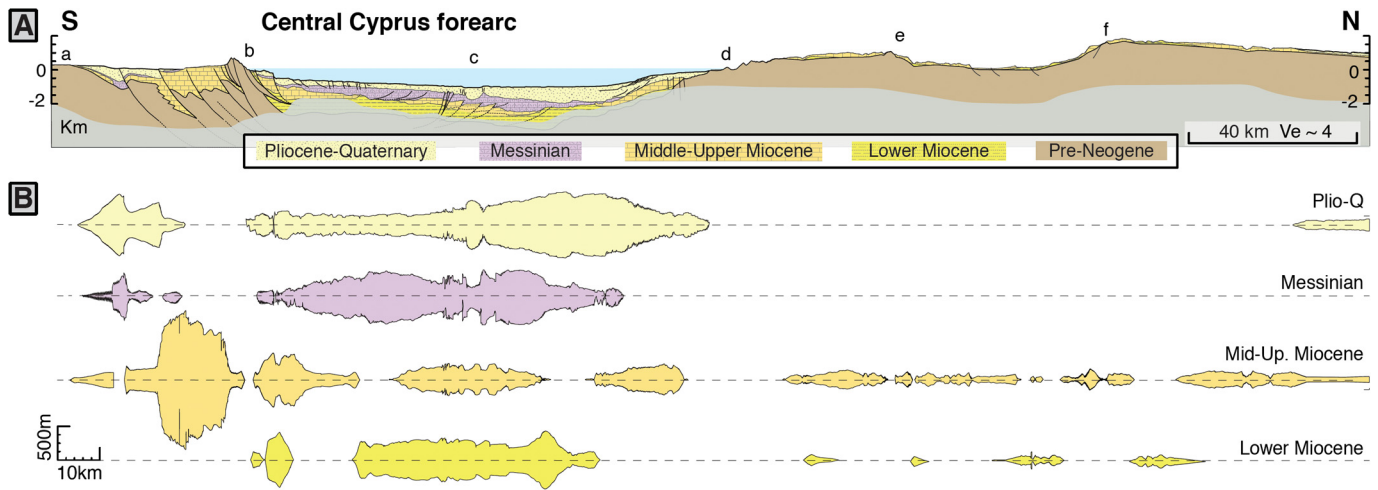 A S Central Cyprus forearc N
a b c d e f
0 0
-2 -2
Km 40 km Ve ~ 4
Pliocene-Quaternary Messinian Middle-Upper Miocene Lower Miocene Pre-Neogene
B
Plio-Q
Messinian
Mid-Up. Miocene
Lower Miocene
500m
10km